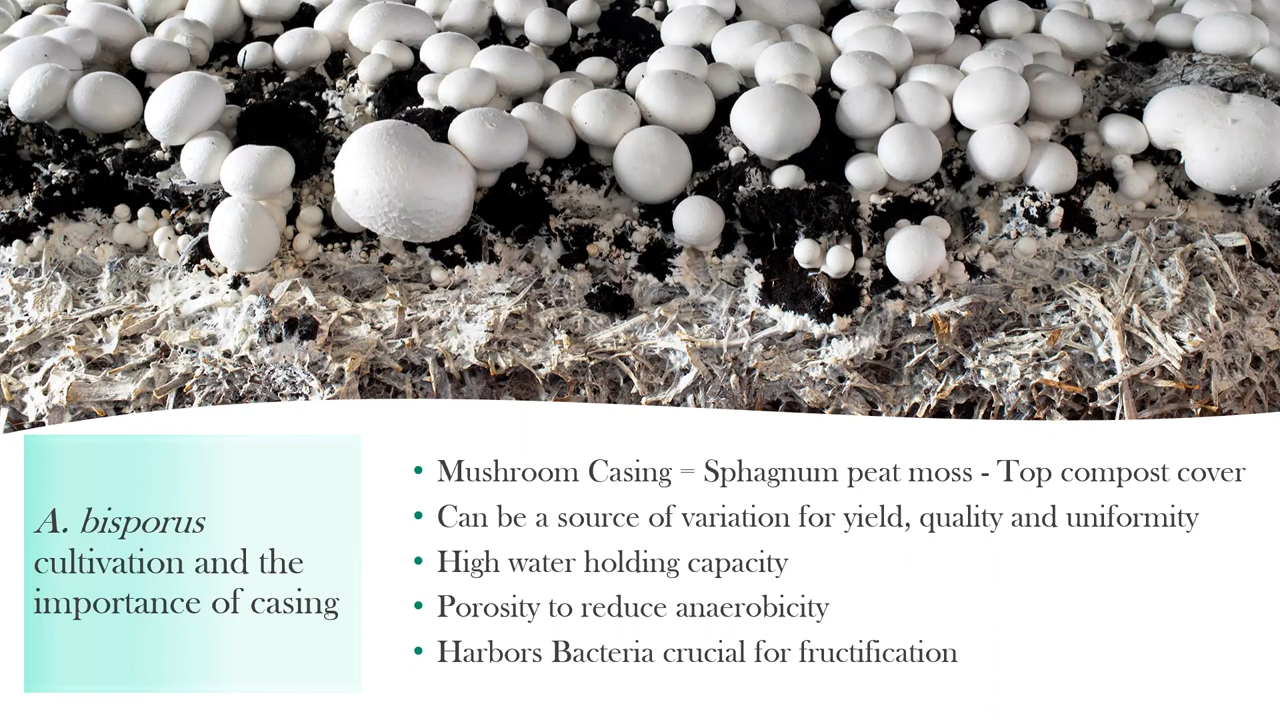 A. bisporus
cultivation and the
importance of casing
• Mushroom Casing = Sphagnum peat moss - Top compost cover
• Can be a source of variation for yield, quality and uniformity
• High water holding capacity
• Porosity to reduce anaerobicity
• Harbors Bacteria crucial for fructification